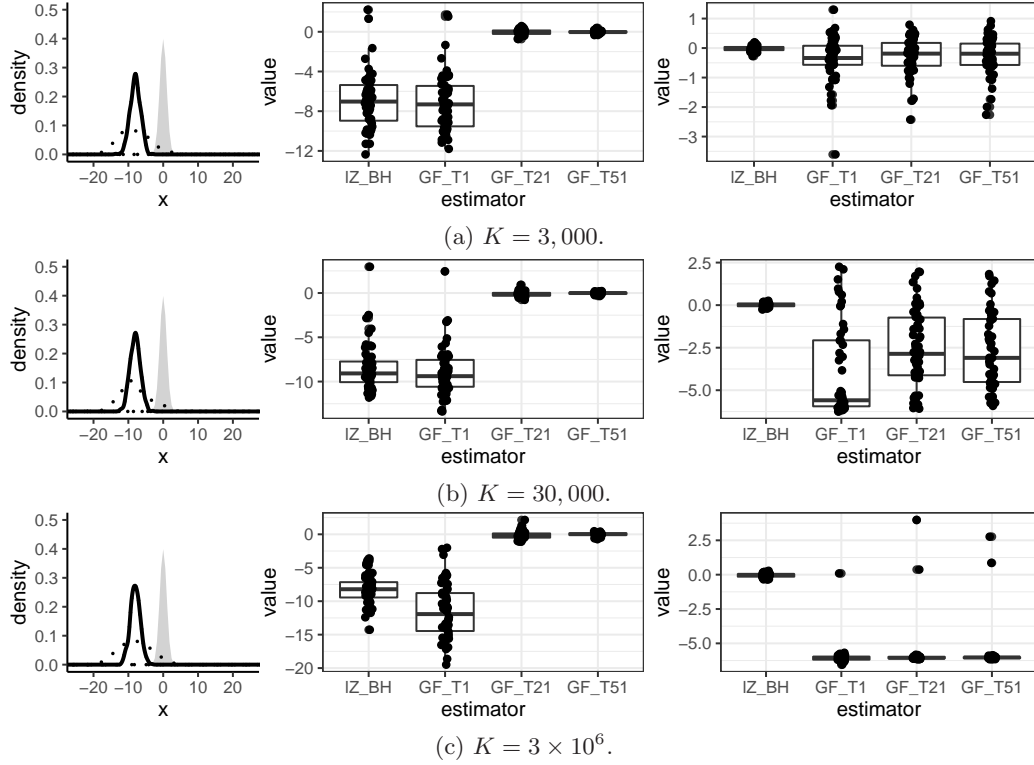 0.5
0.4
0.3
0.2
0.1
0.0
density
−20 −10 0 10 20
x
0
−4
−8
−12
value
IZ_BH GF_T1 GF_T21 GF_T51
estimator
1
0
−1
−2
−3
value
IZ_BH GF_T1 GF_T21 GF_T51
estimator
(a) K = 3,000.
0.5
0.4
0.3
0.2
0.1
0.0
density
−20 −10 0 10 20
x
0
−5
−10
value
IZ_BH GF_T1 GF_T21 GF_T51
estimator
2.5
0.0
−2.5
−5.0
value
IZ_BH GF_T1 GF_T21 GF_T51
estimator
(b) K = 30,000.
0.5
0.4
0.3
0.2
0.1
0.0
density
−20 −10 0 10 20
x
0
−5
−10
−15
−20
value
IZ_BH GF_T1 GF_T21 GF_T51
estimator
2.5
0.0
−2.5
−5.0
value
IZ_BH GF_T1 GF_T21 GF_T51
estimator
(c) K = 3 × 10⁶.